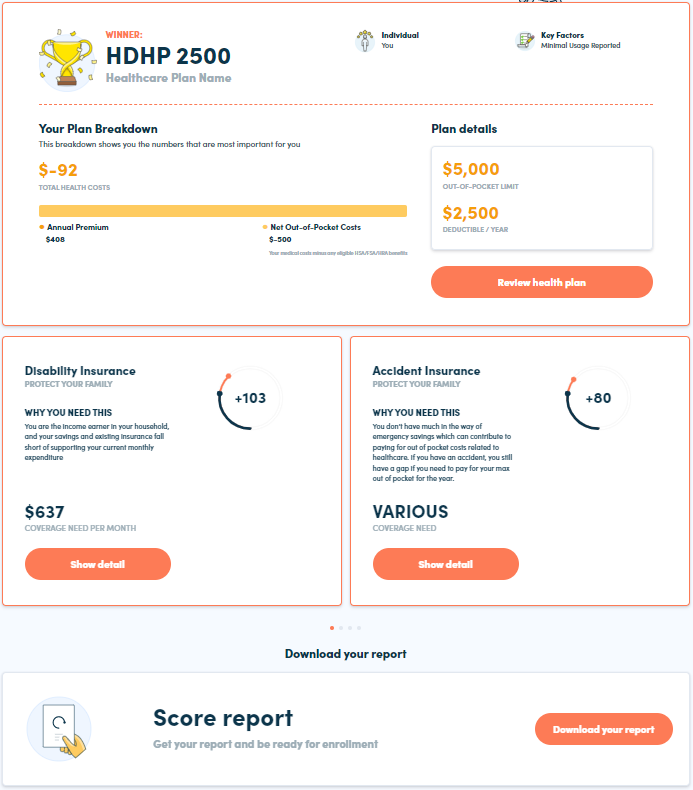 WINNER:
HDHP 2500
Healthcare Plan Name
Individual
You
Key Factors
Minimal Usage Reported
Your Plan Breakdown
This breakdown shows you the numbers that are most important for you
$-92
TOTAL HEALTH COSTS
Annual Premium
$408
Net Out-of-Pocket Costs
$-500
Your medical costs minus any eligible HSA/FSA/HRA benefits
Plan details
$5,000
OUT-OF-POCKET LIMIT
$2,500
DEDUCTIBLE / YEAR
Review health plan
Disability Insurance
PROTECT YOUR FAMILY
+103
WHY YOU NEED THIS
You are the income earner in your household,
and your savings and existing insurance fall
short of supporting your current monthly
expenditure
$637
COVERAGE NEED PER MONTH
Show detail
Accident Insurance
PROTECT YOUR FAMILY
+80
WHY YOU NEED THIS
You don't have much in the way of
emergency savings which can contribute to
paying for out of pocket costs related to
healthcare. If you have an accident, you still
have a gap if you need to pay for your max
out of pocket for the year.
VARIOUS
COVERAGE NEED
Show detail
Download your report
Score report
Get your report and be ready for enrollment
Download your report